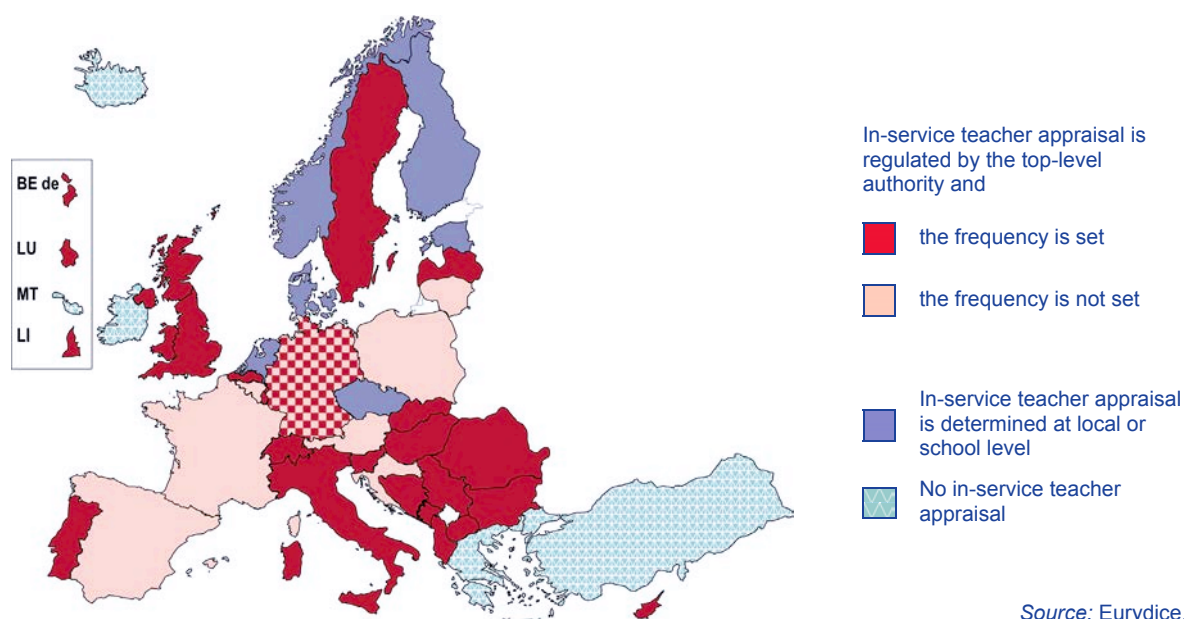 BE de
LU
MT
LI
In-service teacher appraisal is
regulated by the top-level
authority and
the frequency is set
the frequency is not set
In-service teacher appraisal
is determined at local or
school level
No in-service teacher
appraisal
Source: Eurydice